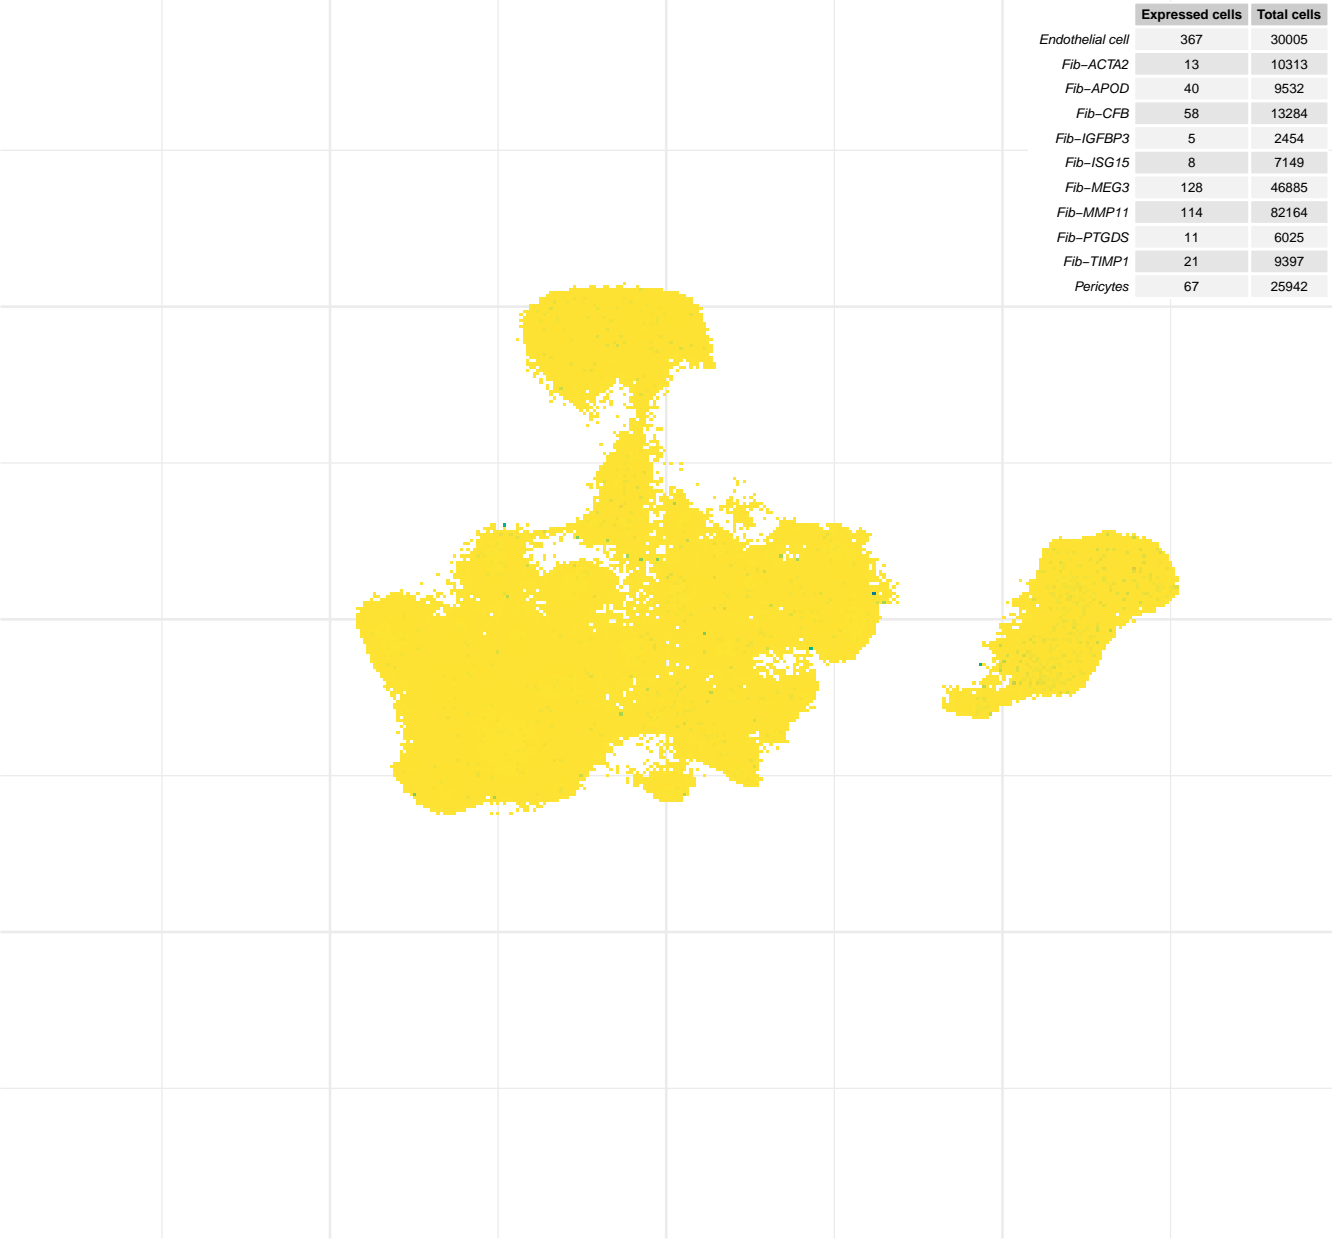 Expressed cells Total cells
Endothelial cell 367 30005
Fib−ACTA2 13 10313
Fib−APOD 40 9532
Fib−CFB 58 13284
Fib−IGFBP3 5 2454
Fib−ISG15 8 7149
Fib−MEG3 128 46885
Fib−MMP11 114 82164
Fib−PTGDS 11 6025
Fib−TIMP1 21 9397
Pericytes 67 25942